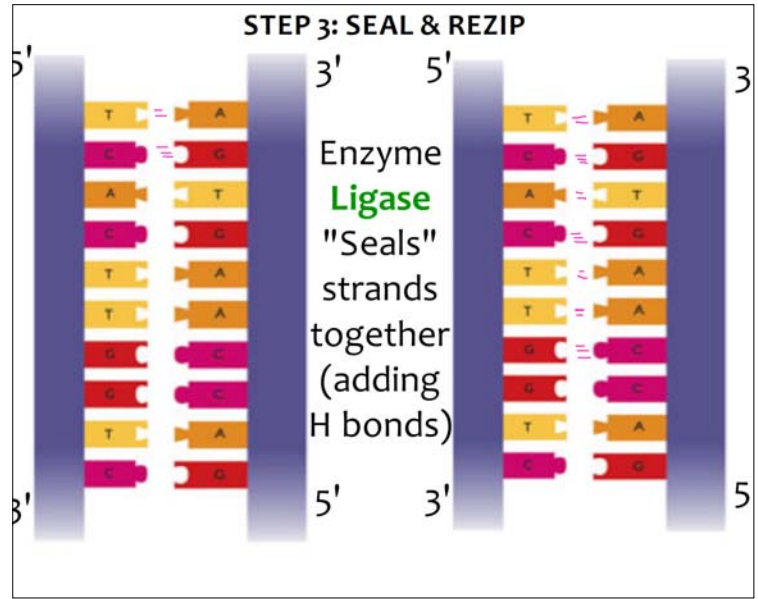 STEP 3: SEAL & REZIP
5' 3' 5' 3
T A T A
C G C G
A T A T
C G C G
T A T A
T A T A
G C G C
G C G C
T A T A
C G C G
Enzyme
Ligase
"Seals"
strands
together
(adding
H bonds)
3' 5' 3' 5